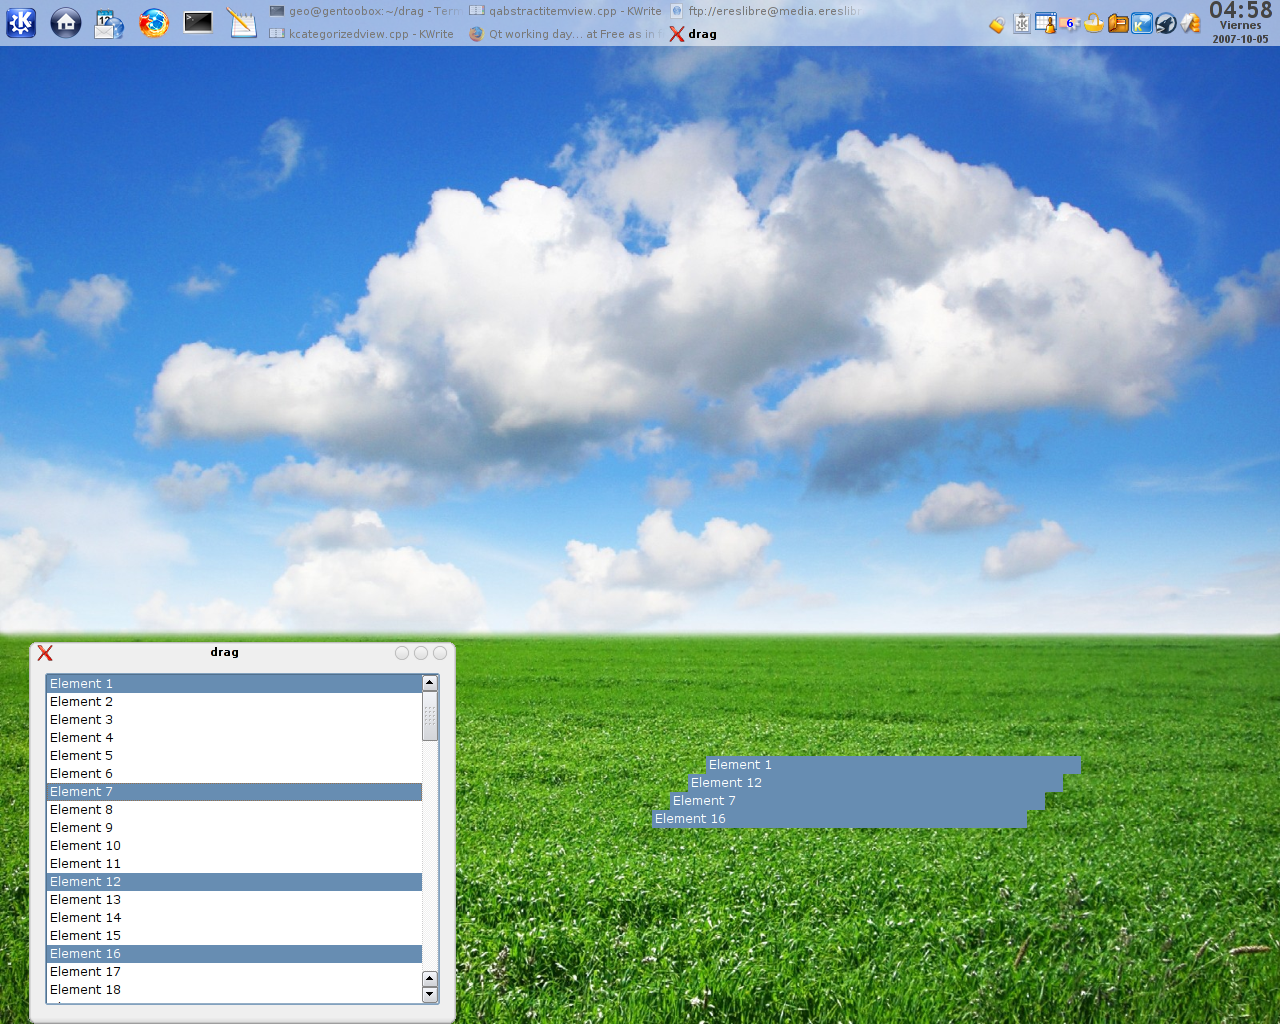 geo@gentoobox:~/drag - Term
qabstractitemview.cpp - KWrite
ftp://ereslibre@media.ereslibr
kcategorizedview.cpp - KWrite
Qt working day... at Free as in
drag
12
6
04:58
Viernes
2007-10-05
drag
Element 1
Element 2
Element 3
Element 4
Element 5
Element 6
Element 7
Element 8
Element 9
Element 10
Element 11
Element 12
Element 13
Element 14
Element 15
Element 16
Element 17
Element 18
Element 1
Element 12
Element 7
Element 16